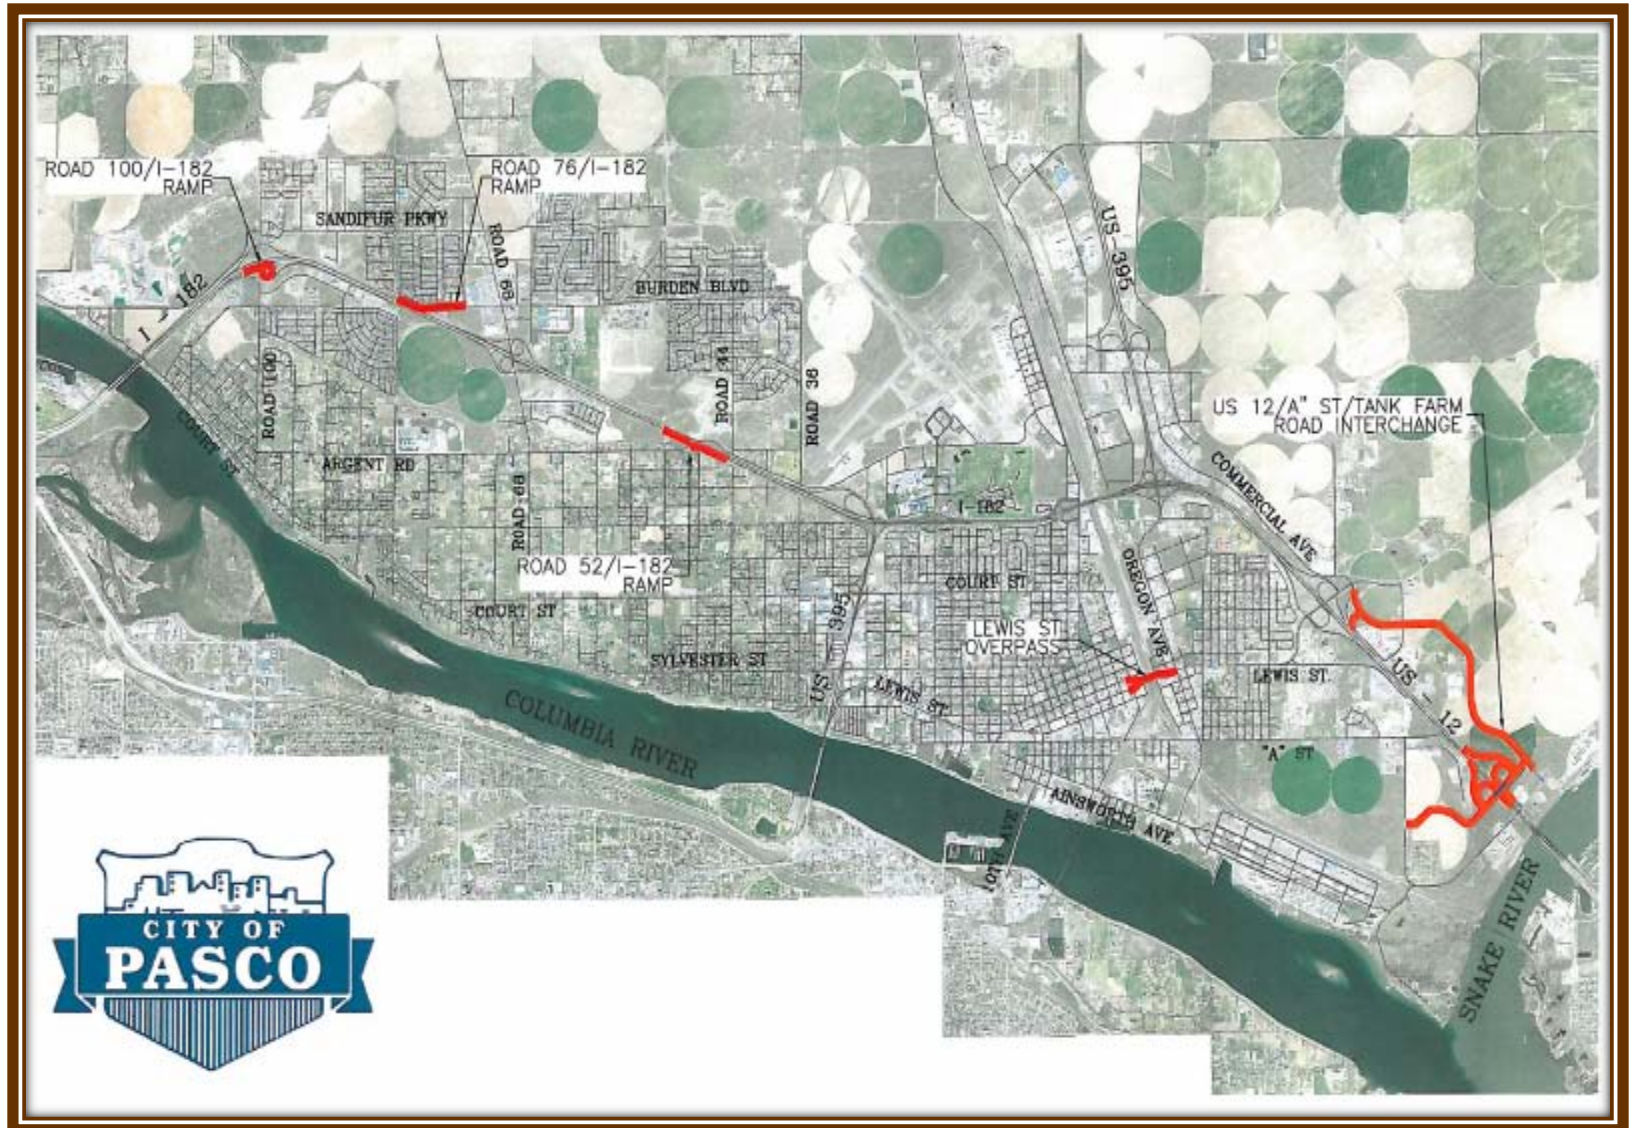 ROAD 100/I-182
RAMP
ROAD 76/I-182
RAMP
SANDIFUR PKWY
ROAD 68
I - 182
BURDEN BLVD
US-395
ROAD 100
ROAD 44
ROAD 36
COURT ST
ARGENT RD
ROAD 68
US 12/A" ST/TANK FARM
ROAD INTERCHANGE
COMMERCIAL AVE
I-182
ROAD 52/I-182
RAMP
COURT ST
COURT ST
OREGON AVE
US - 395
LEWIS ST
OVERPASS
SYLVESTER ST
LEWIS ST
LEWIS ST.
US - 12
COLUMBIA RIVER
"A" ST
AINSWORTH AVE
10TH AVE
SNAKE RIVER
CITY OF
PASCO